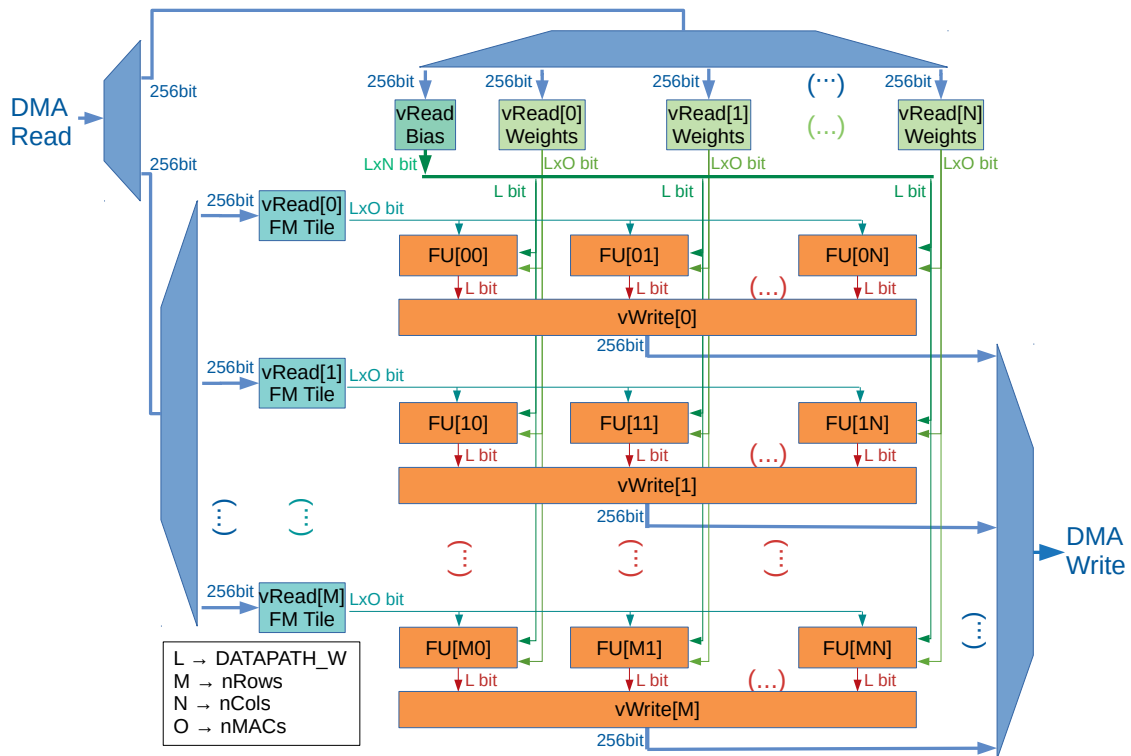 DMA
Read
256bit
256bit
256bit
256bit
256bit
(...)
256bit
vRead
Bias
vRead[0]
Weights
vRead[1]
Weights
(...)
vRead[N]
Weights
LxN bit
LxO bit
LxO bit
LxO bit
L bit
L bit
L bit
256bit
vRead[0]
FM Tile
LxO bit
FU[00]
FU[01]
FU[0N]
L bit
L bit
(...)
L bit
vWrite[0]
256bit
256bit
vRead[1]
FM Tile
LxO bit
FU[10]
FU[11]
FU[1N]
L bit
L bit
(...)
L bit
vWrite[1]
256bit
(...)
(...)
(...)
(...)
(...)
DMA
Write
256bit
vRead[M]
FM Tile
LxO bit
(...)
FU[M0]
FU[M1]
FU[MN]
L bit
L bit
(...)
L bit
vWrite[M]
256bit
L → DATAPATH_W
M → nRows
N → nCols
O → nMACs